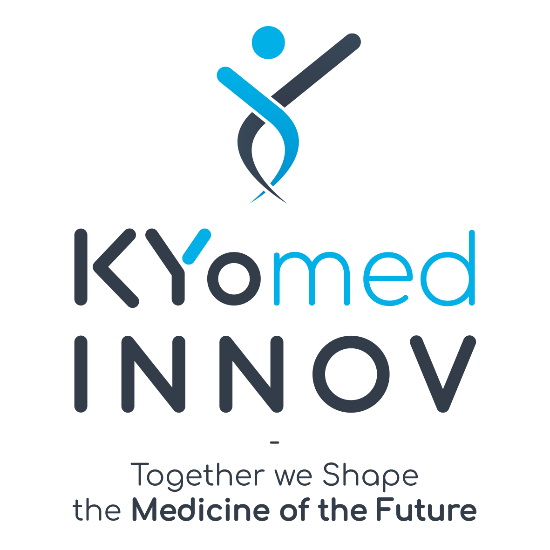 KYomed
INNOV
-
Together we Shape
the Medicine of the Future